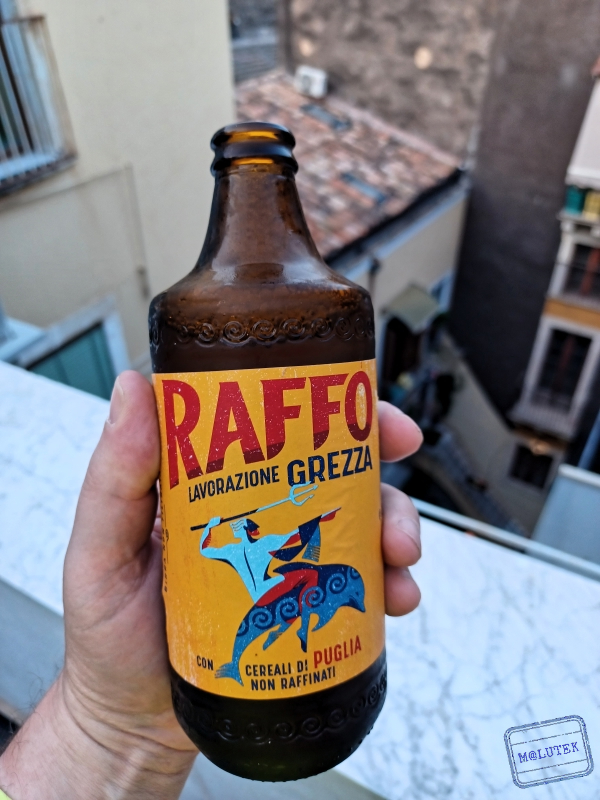 RAFFO
LAVORAZIONE GREZZA
CON CEREALI DI PUGLIA
NON RAFFINATI
M@LUTEK